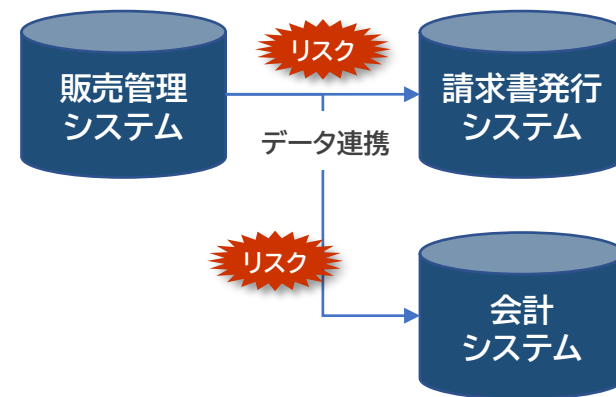 リスク
販売管理
システム
請求書発行
システム
データ連携
リスク
会計
システム